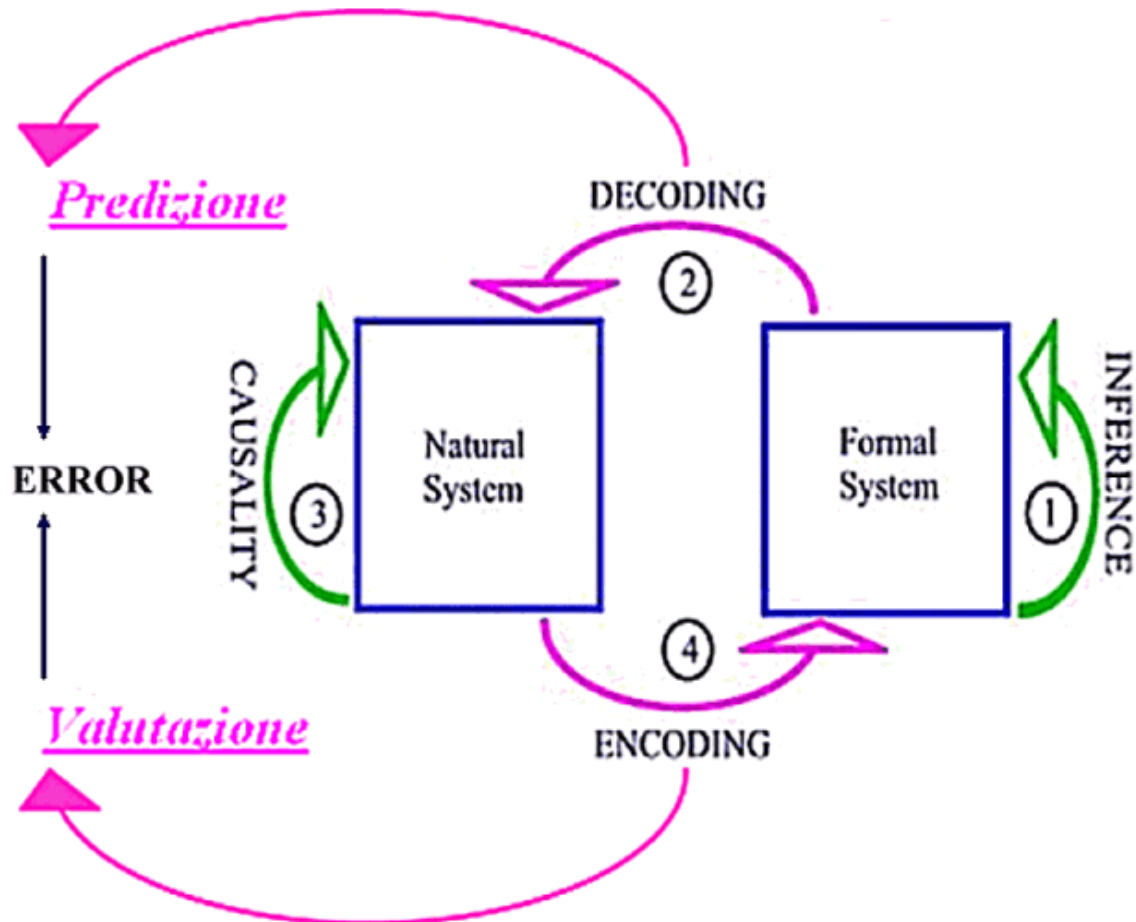 Predizione
DECODING
2
CAUSALITY
INFERENCE
Natural
System
Formal
System
ERROR
3
1
4
Valutazione
ENCODING